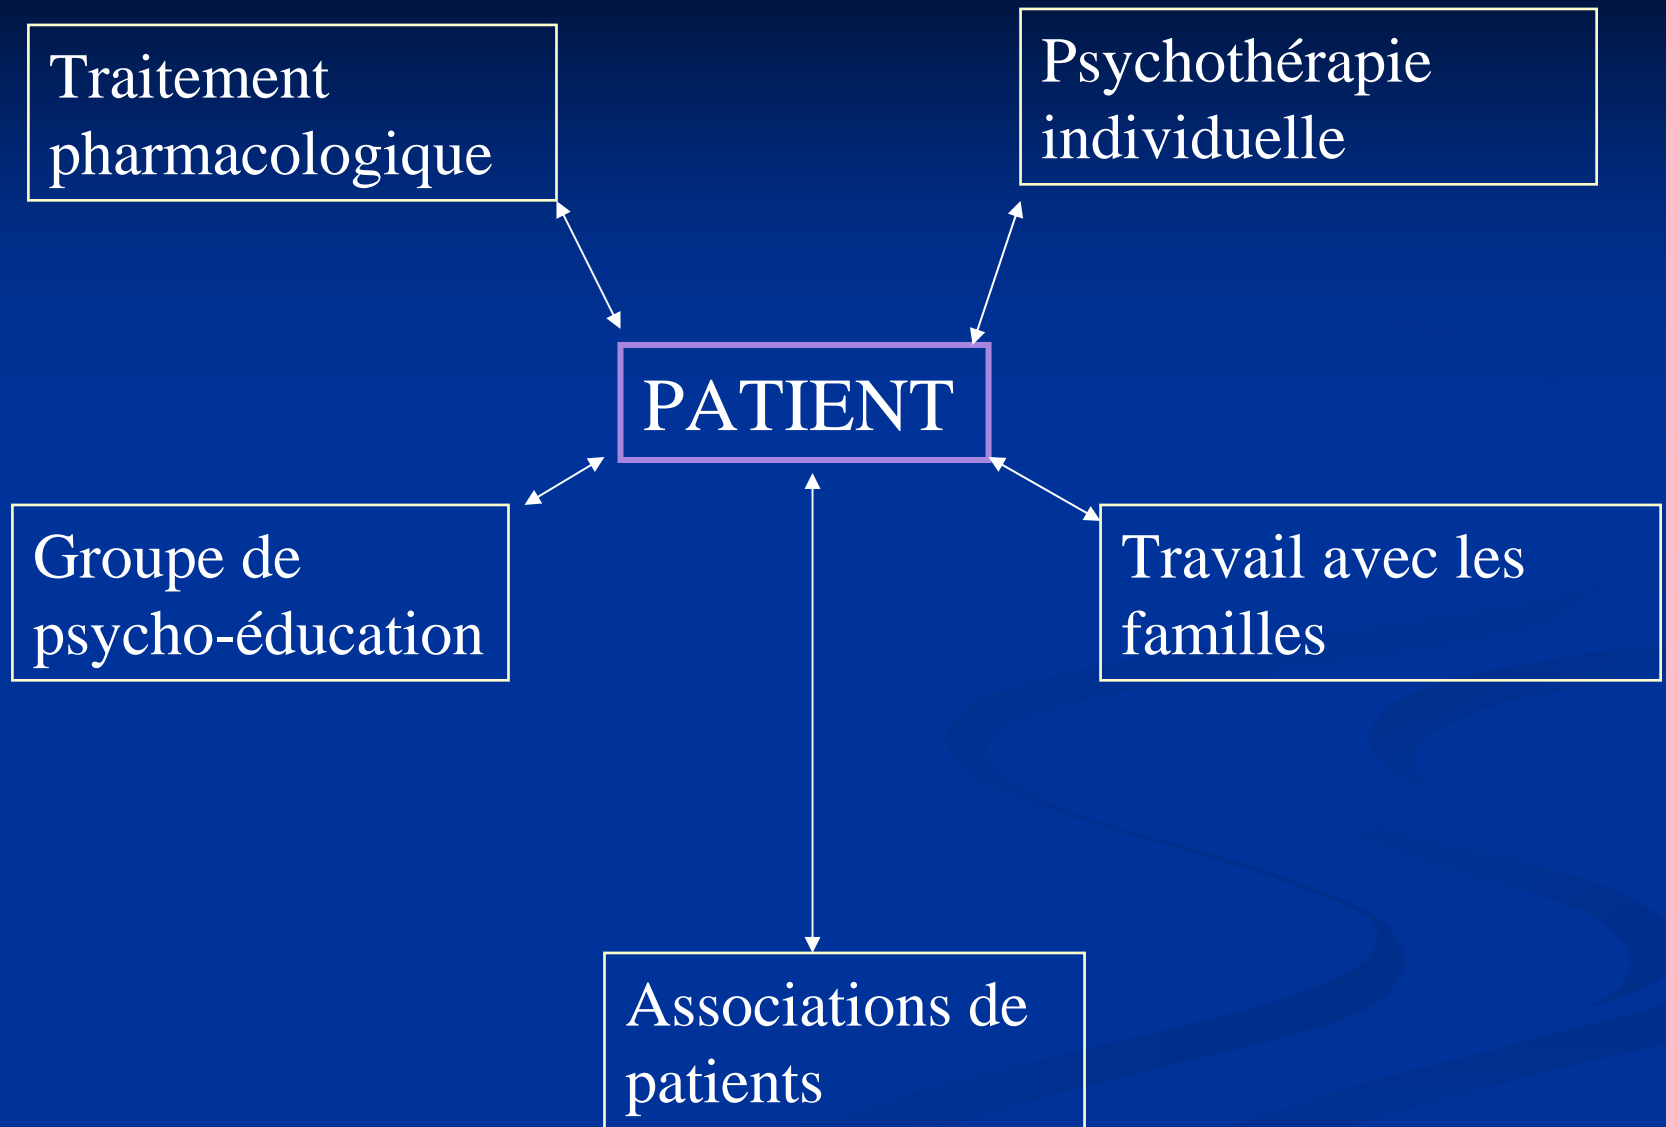 Traitement
pharmacologique
Psychothérapie
individuelle
PATIENT
Groupe de
psycho-éducation
Travail avec les
familles
Associations de
patients